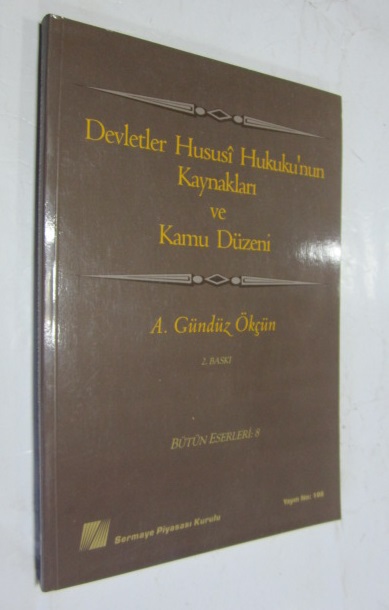 Devletler Hususî Hukuku'nun
Kaynakları
ve
Kamu Düzeni
A. Gündüz Ökçün
2. BASKI
BÜTÜN ESERLERİ: 8
Sermaye Piyasası Kurulu
Yayın No: